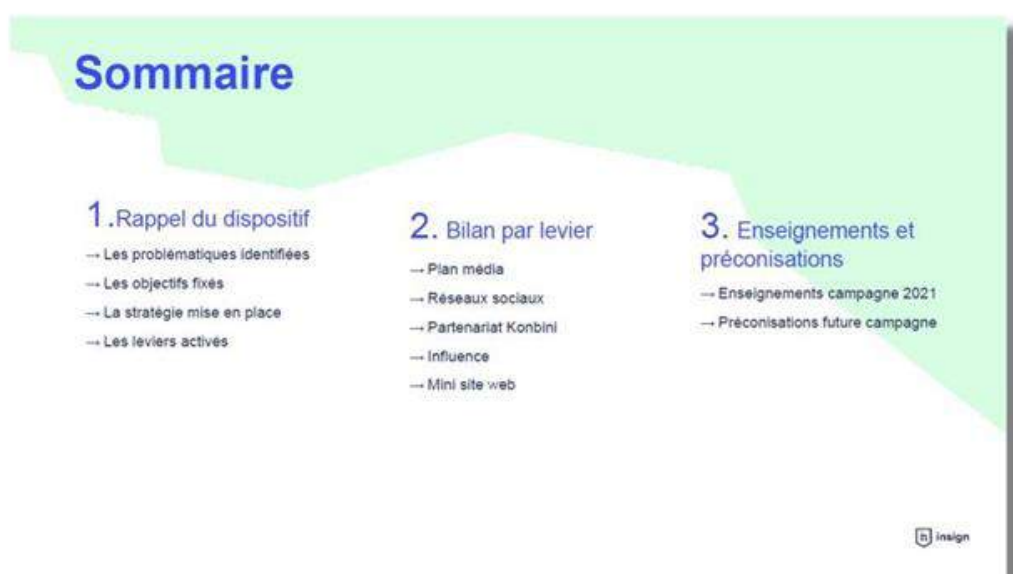 Sommaire
1.Rappel du dispositif
→ Les problématiques identifiées
→ Les objectifs fixés
→ La stratégie mise en place
→ Les leviers activés
2. Bilan par levier
→ Plan média
→ Réseaux sociaux
→ Partenariat Konbini
→ Influence
→ Mini site web
3. Enseignements et
préconisations
→ Enseignements campagne 2021
→ Préconisations future campagne
n insign